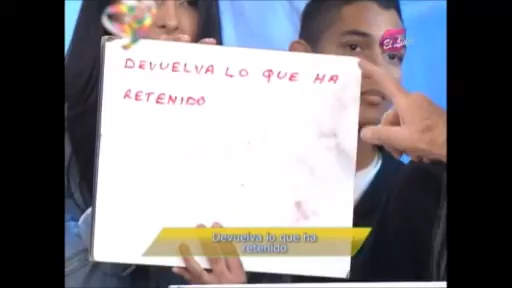 DEVUELVA LO QUE HA
RETENIDO
Devuelva lo que ha
retenido